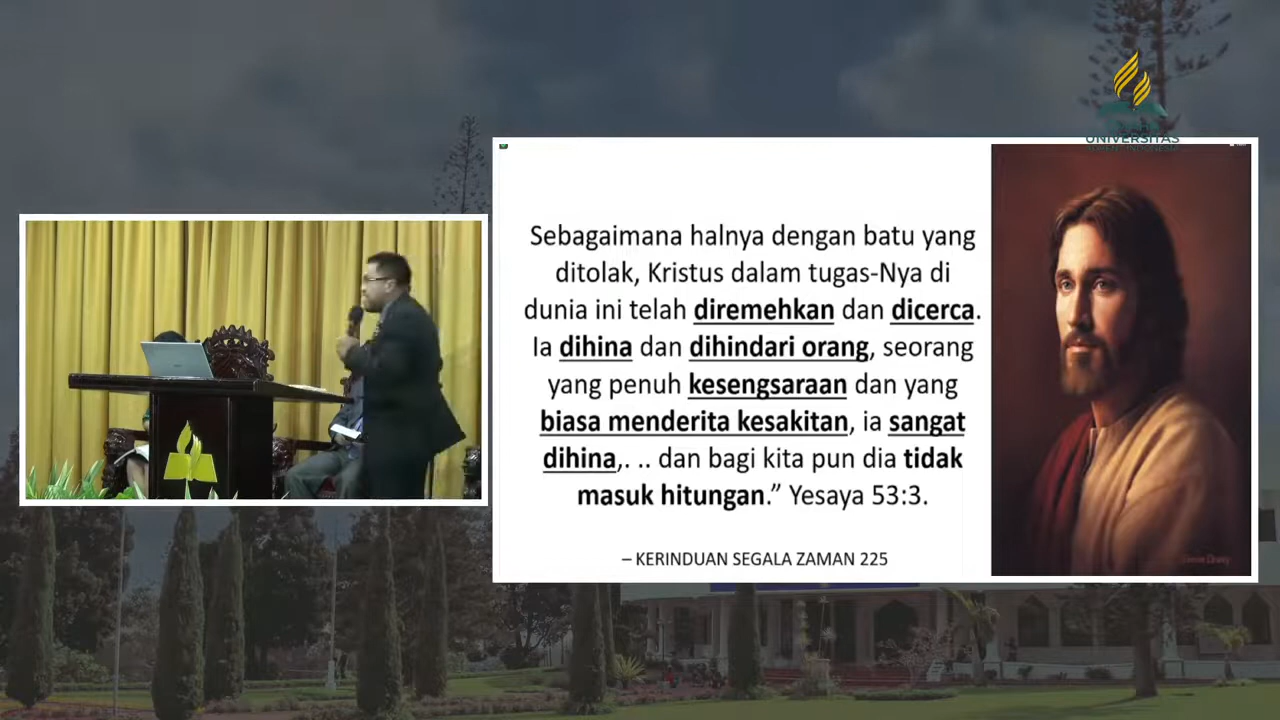 UNIVERSITAS
Sebagaimana halnya dengan batu yang
ditolak, Kristus dalam tugas-Nya di
dunia ini telah diremehkan dan dicerca.
Ia dihina dan dihindari orang, seorang
yang penuh kesengsaraan dan yang
biasa menderita kesakitan, ia sangat
dihina,. .. dan bagi kita pun dia tidak
masuk hitungan.” Yesaya 53:3.
– KERINDUAN SEGALA ZAMAN 225